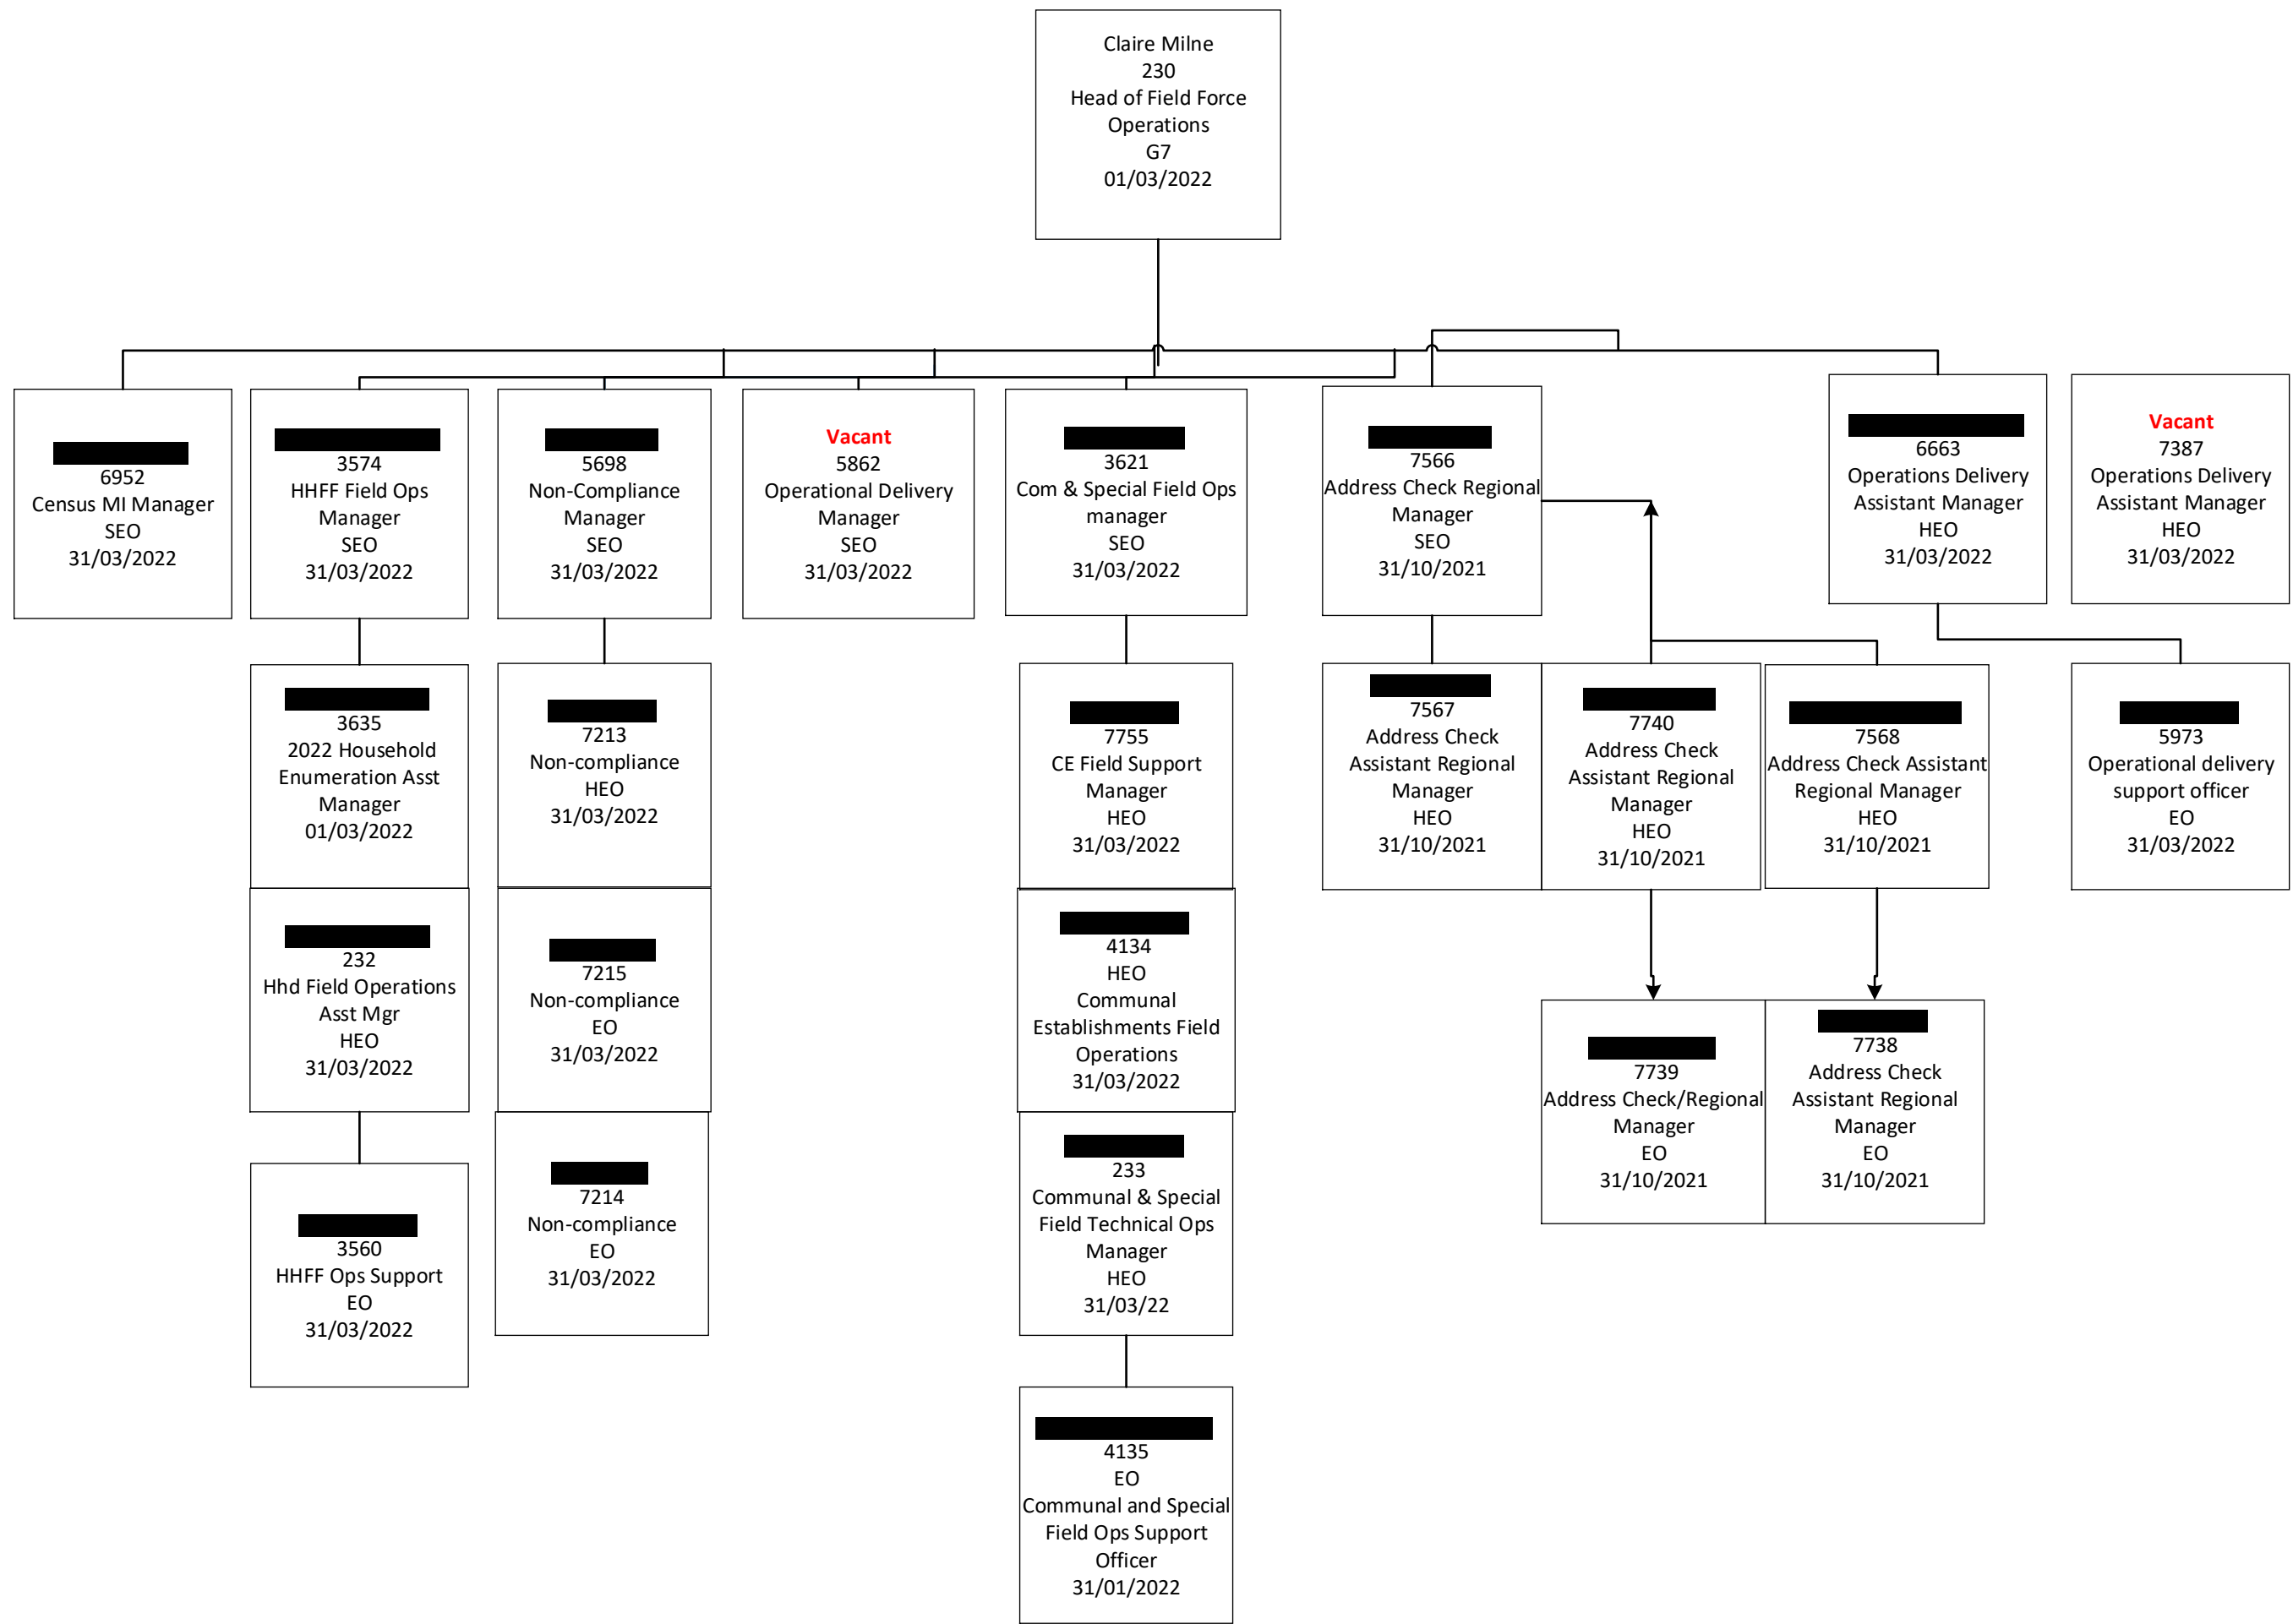 Claire Milne
230
Head of Field Force
Operations
G7
01/03/2022
6952
Census MI Manager
SEO
31/03/2022
3574
HHFF Field Ops
Manager
SEO
31/03/2022
5698
Non-Compliance
Manager
SEO
31/03/2022
Vacant
5862
Operational Delivery
Manager
SEO
31/03/2022
3621
Com & Special Field Ops
manager
SEO
31/03/2022
7566
Address Check Regional
Manager
SEO
31/10/2021
6663
Operations Delivery
Assistant Manager
HEO
31/03/2022
Vacant
7387
Operations Delivery
Assistant Manager
HEO
31/03/2022
3635
2022 Household
Enumeration Asst
Manager
01/03/2022
7213
Non-compliance
HEO
31/03/2022
7755
CE Field Support
Manager
HEO
31/03/2022
7567
Address Check
Assistant Regional
Manager
HEO
31/10/2021
7740
Address Check
Assistant Regional
Manager
HEO
31/10/2021
7568
Address Check Assistant
Regional Manager
HEO
31/10/2021
5973
Operational delivery
support officer
EO
31/03/2022
232
Hhd Field Operations
Asst Mgr
HEO
31/03/2022
7215
Non-compliance
EO
31/03/2022
4134
HEO
Communal
Establishments Field
Operations
31/03/2022
7739
Address Check/Regional
Manager
EO
31/10/2021
7738
Address Check
Assistant Regional
Manager
EO
31/10/2021
3560
HHFF Ops Support
EO
31/03/2022
7214
Non-compliance
EO
31/03/2022
233
Communal & Special
Field Technical Ops
Manager
HEO
31/03/22
4135
EO
Communal and Special
Field Ops Support
Officer
31/01/2022